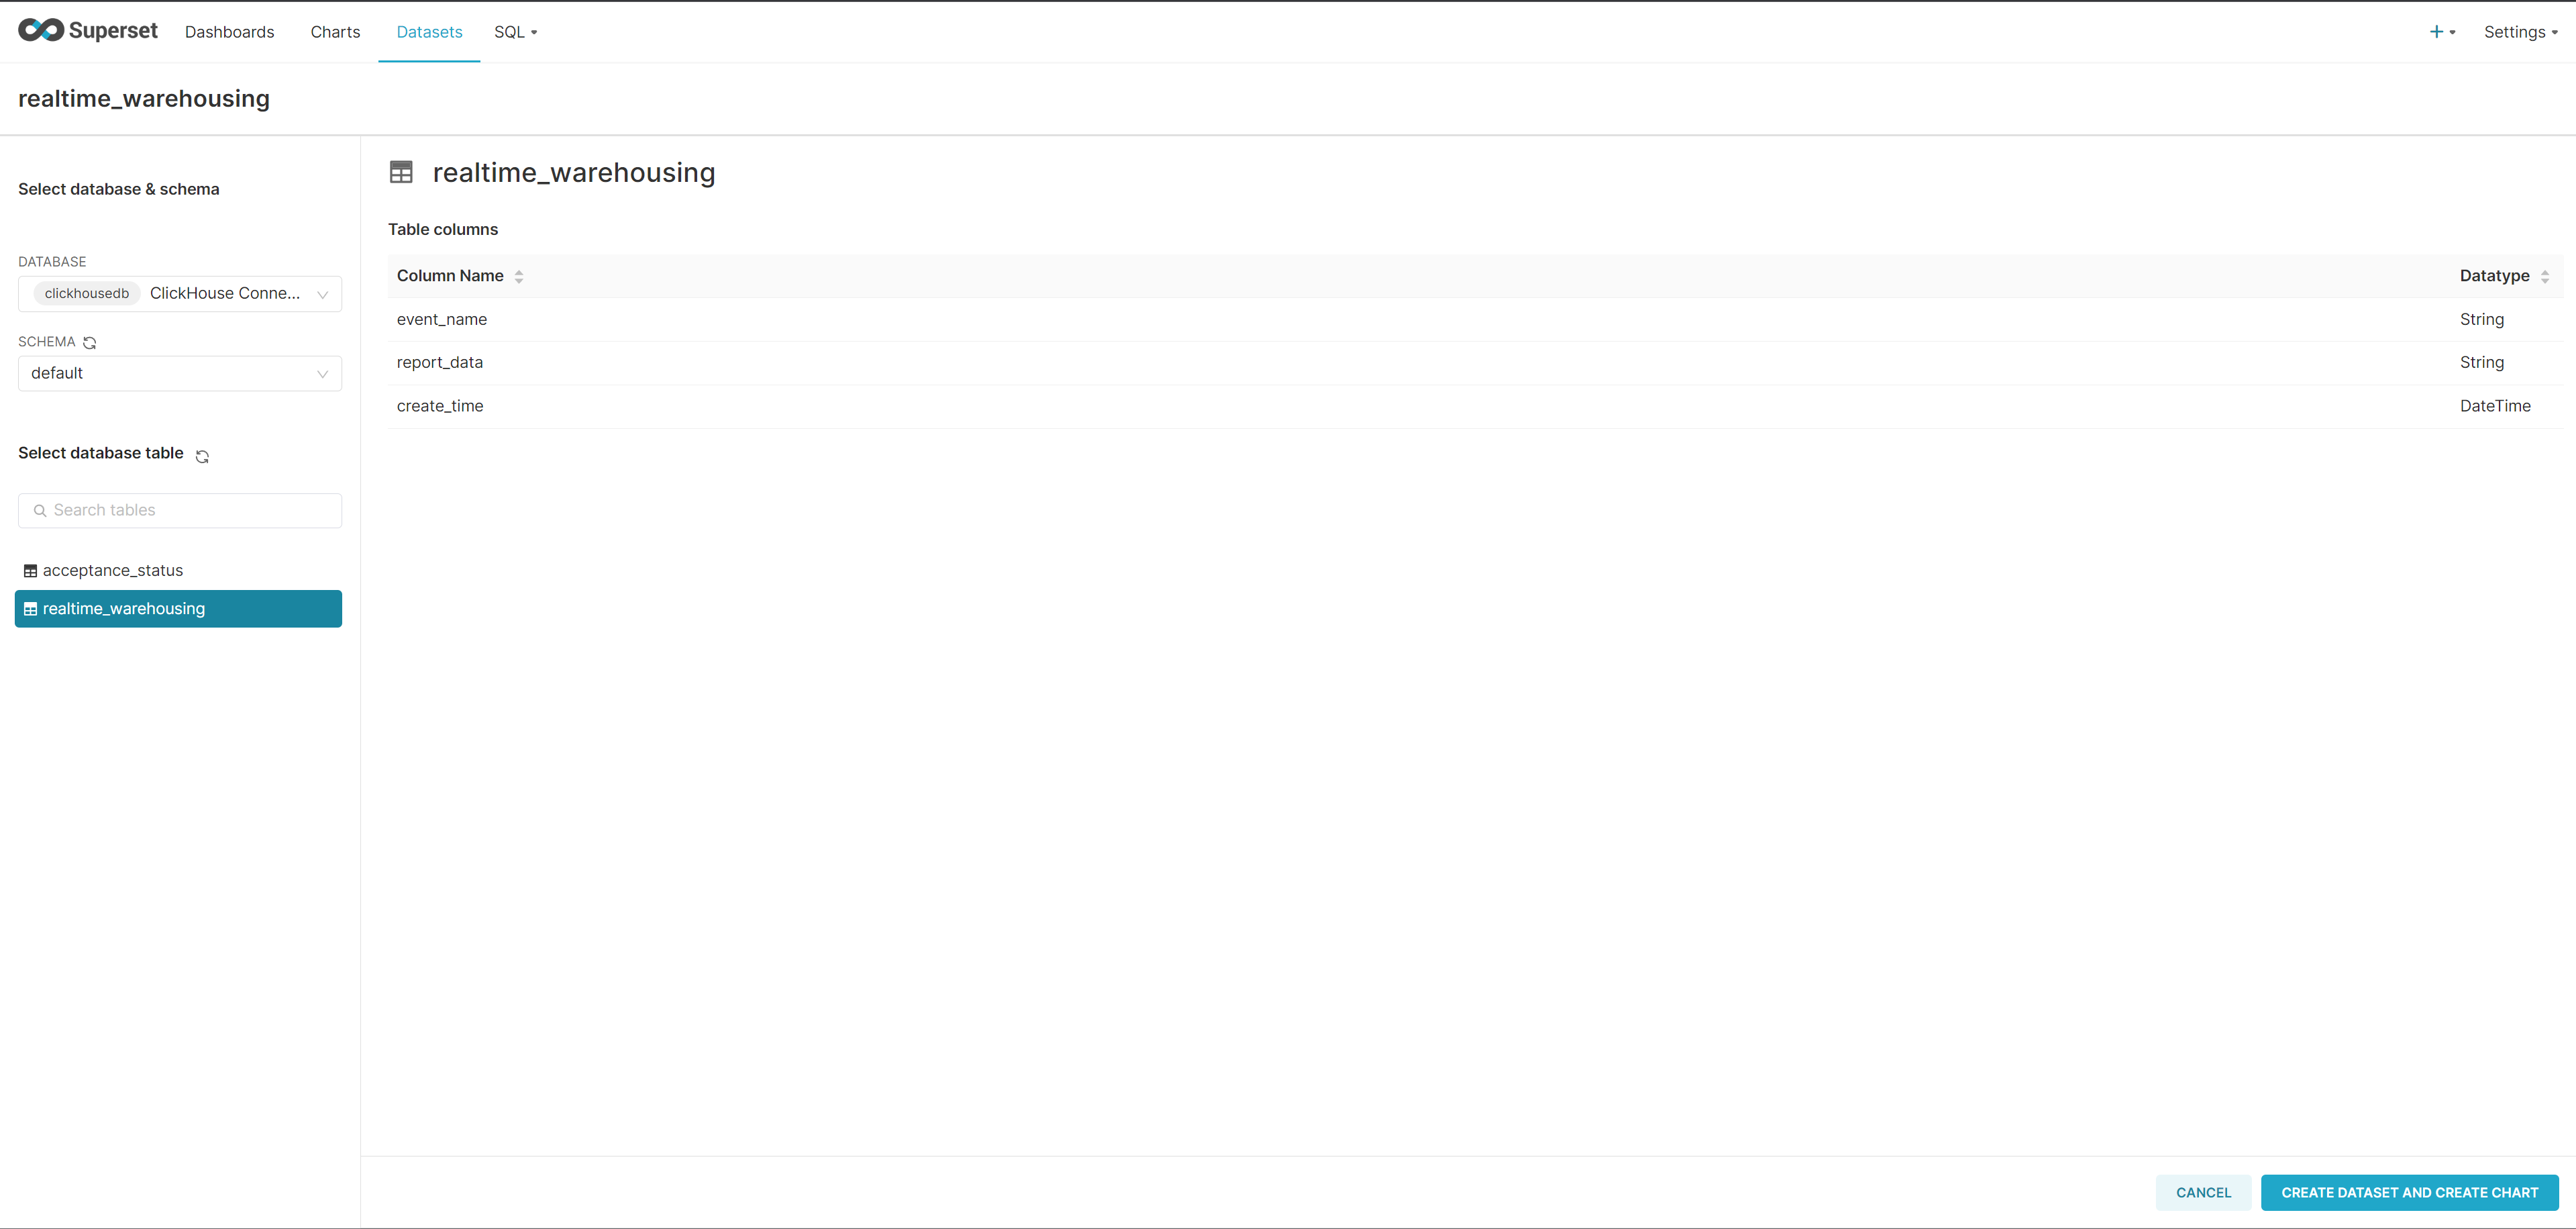 Superset Dashboards Charts Datasets SQL + Settings
realtime_warehousing
Select database & schema
DATABASE
clickhousedb ClickHouse Conne...
SCHEMA
default
Select database table
Search tables
acceptance_status
realtime_warehousing
realtime_warehousing
Table columns
Column Name Datatype
event_name String
report_data String
create_time DateTime
CANCEL CREATE DATASET AND CREATE CHART